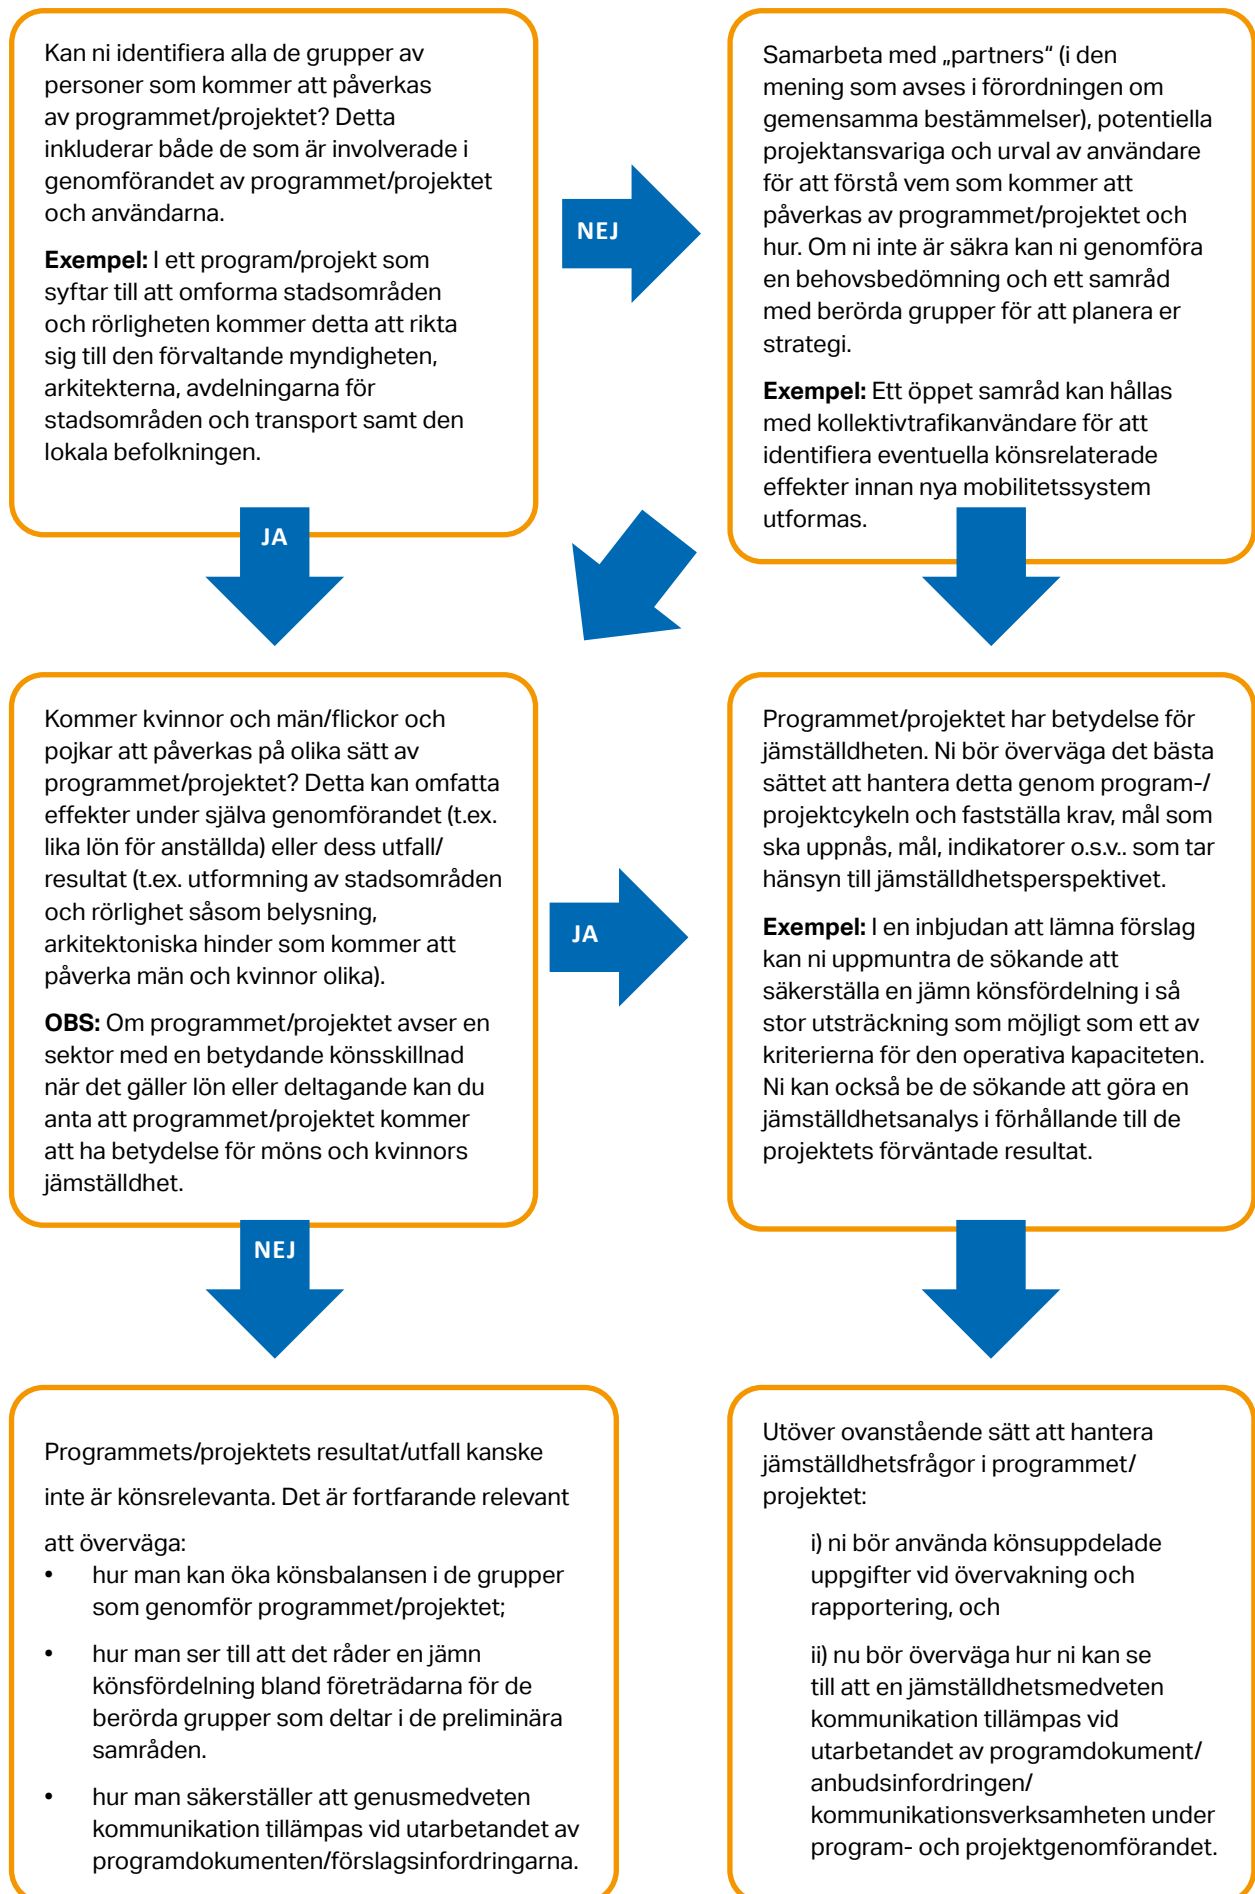 Kan ni identifiera alla de grupper av
personer som kommer att påverkas
av programmet/projektet? Detta
inkluderar både de som är involverade i
genomförandet av programmet/projektet
och användarna.
Exempel: I ett program/projekt som
syftar till att omforma stadsområden
och rörligheten kommer detta att rikta
sig till den förvaltande myndigheten,
arkitekterna, avdelningarna för
stadsområden och transport samt den
lokala befolkningen.
NEJ
Samarbeta med „partners“ (i den
mening som avses i förordningen om
gemensamma bestämmelser), potentiella
projektansvariga och urval av användare
för att förstå vem som kommer att
påverkas av programmet/projektet och
hur. Om ni inte är säkra kan ni genomföra
en behovsbedömning och ett samråd
med berörda grupper för att planera er
strategi.
Exempel: Ett öppet samråd kan hållas
med kollektivtrafikanvändare för att
identifiera eventuella könsrelaterade
effekter innan nya mobilitetssystem
utformas.
JA
Kommer kvinnor och män/flickor och
pojkar att påverkas på olika sätt av
programmet/projektet? Detta kan omfatta
effekter under själva genomförandet (t.ex.
lika lön för anställda) eller dess utfall/
resultat (t.ex. utformning av stadsområden
och rörlighet såsom belysning,
arkitektoniska hinder som kommer att
påverka män och kvinnor olika).
OBS: Om programmet/projektet avser en
sektor med en betydande könsskillnad
när det gäller lön eller deltagande kan du
anta att programmet/projektet kommer
att ha betydelse för möns och kvinnors
jämställdhet.
JA
Programmet/projektet har betydelse för
jämställdheten. Ni bör överväga det bästa
sättet att hantera detta genom program-/
projektcykeln och fastställa krav, mål som
ska uppnås, mål, indikatorer o.s.v.. som tar
hänsyn till jämställdhetsperspektivet.
Exempel: I en inbjudan att lämna förslag
kan ni uppmuntra de sökande att
säkerställa en jämn könsfördelning i så
stor utsträckning som möjligt som ett av
kriterierna för den operativa kapaciteten.
Ni kan också be de sökande att göra en
jämställdhetsanalys i förhållande till de
projektets förväntade resultat.
NEJ
Programmets/projektets resultat/utfall kanske
inte är könsrelevanta. Det är fortfarande relevant
att överväga:
• hur man kan öka könsbalansen i de grupper
som genomför programmet/projektet;
• hur man ser till att det råder en jämn
könsfördelning bland företrädarna för de
berörda grupper som deltar i de preliminära
samråden.
• hur man säkerställer att genusmedveten
kommunikation tillämpas vid utarbetandet av
programdokumenten/förslagsinfordringarna.
Utöver ovanstående sätt att hantera
jämställdhetsfrågor i programmet/
projektet:
i) ni bör använda könsuppdelade
uppgifter vid övervakning och
rapportering, och
ii) nu bör överväga hur ni kan se
till att en jämställdhetsmedveten
kommunikation tillämpas vid
utarbetandet av programdokument/
anbudsinfordringen/
kommunikationsverksamheten under
program- och projektgenomförandet.